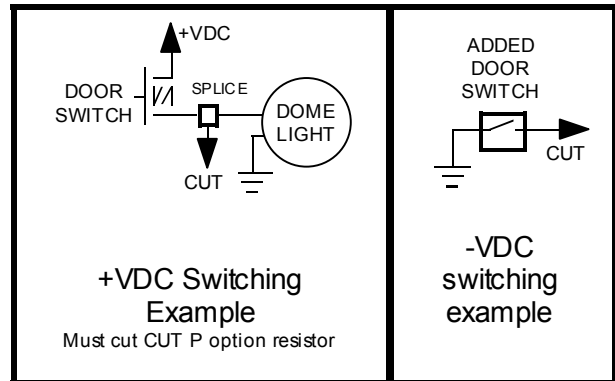 +VDC
DOOR
SWITCH
SPLICE
DOME
LIGHT
CUT
+VDC Switching
Example
Must cut CUT P option resistor
ADDED
DOOR
SWITCH
CUT
-VDC
switching
example